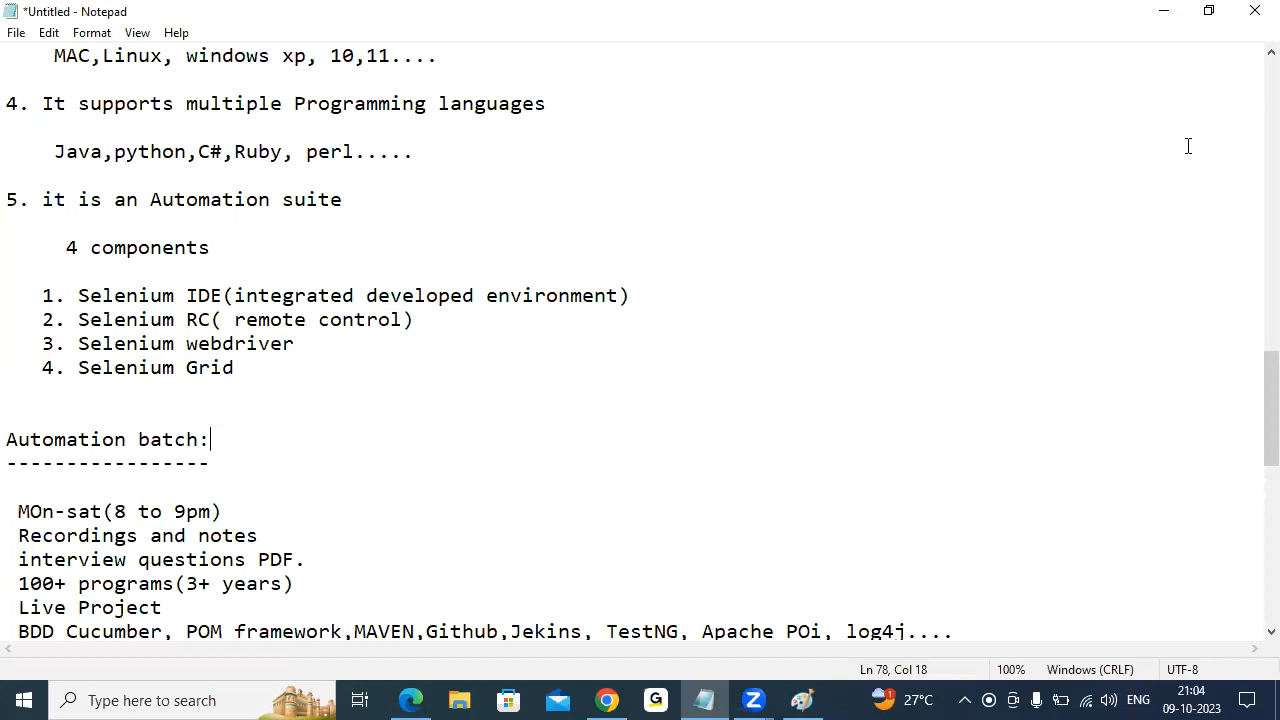 *Untitled - Notepad
File Edit Format View Help
MAC,Linux, windows xp, 10,11....
4. It supports multiple Programming languages
Java,python,C#,Ruby, perl.....
5. it is an Automation suite
4 components
1. Selenium IDE(integrated developed environment)
2. Selenium RC( remote control)
3. Selenium webdriver
4. Selenium Grid
Automation batch:
-----------------
MOn-sat(8 to 9pm)
Recordings and notes
interview questions PDF.
100+ programs(3+ years)
Live Project
BDD Cucumber, POM framework,MAVEN,Github,Jekins, TestNG, Apache POi, log4j....
Ln 78, Col 18 100% Windows (CRLF) UTF-8
Type here to search 1 27°C ENG 21:04
09-10-2023